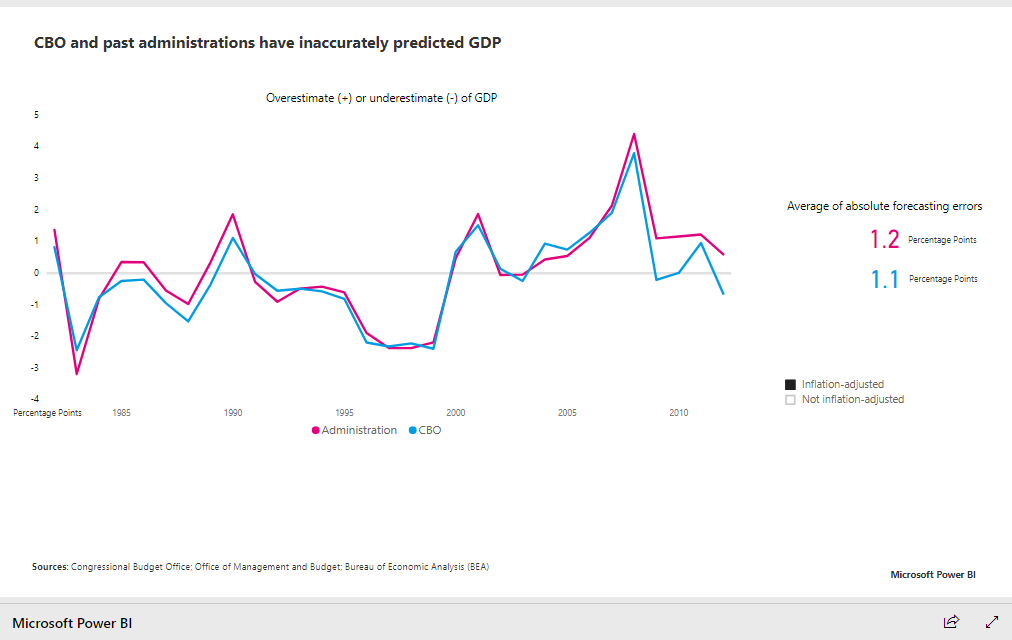 CBO and past administrations have inaccurately predicted GDP
Overestimate (+) or underestimate (-) of GDP
5
4
3
2
1
0
-1
-2
-3
-4
Percentage Points
1985
1990
1995
2000
2005
2010
Administration
CBO
Average of absolute forecasting errors
1.2 Percentage Points
1.1 Percentage Points
Inflation-adjusted
Not inflation-adjusted
Sources: Congressional Budget Office; Office of Management and Budget; Bureau of Economic Analysis (BEA)
Microsoft Power BI
Microsoft Power BI